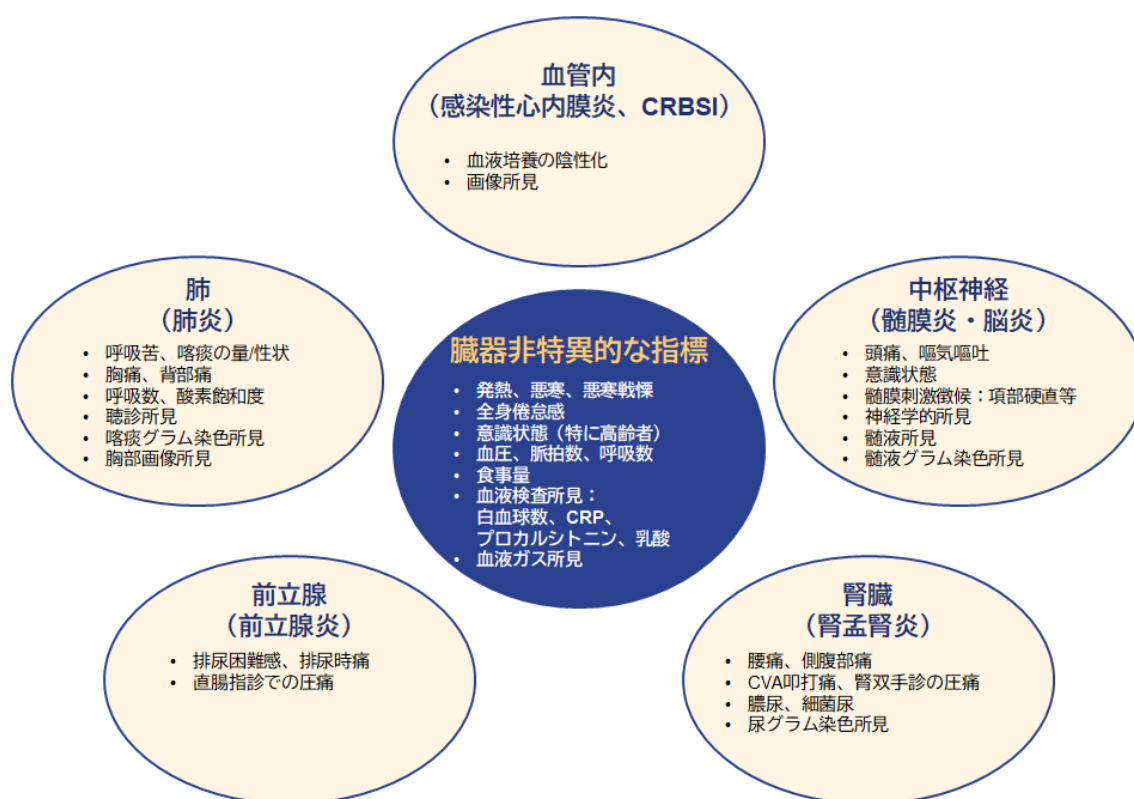 血管内
(感染性心内膜炎、CRBSI)
• 血液培養の陰性化
• 画像所見
肺
(肺炎)
• 呼吸苦、喀痰の量/性状
• 胸痛、背部痛
• 呼吸数、酸素飽和度
• 聴診所見
• 喀痰グラム染色所見
• 胸部画像所見
臓器非特異的な指標
• 発熱、悪寒、悪寒戦慄
• 全身倦怠感
• 意識状態（特に高齢者）
• 血圧、脈拍数、呼吸数
• 食事量
• 血液検査所見：
白血球数、CRP、
プロカルシトニン、乳酸
• 血液ガス所見
中枢神経
（髄膜炎・脳炎）
• 頭痛、嘔気嘔吐
• 意識状態
• 髄膜刺激徴候：項部硬直等
• 神経学的所見
• 髄液所見
• 髄液グラム染色所見
前立腺
(前立腺炎)
• 排尿困難感、排尿時痛
• 直腸指診での圧痛
腎臓
（腎盂腎炎）
• 腰痛、側腹部痛
• CVA叩打痛、腎双手診の圧痛
• 膿尿、細菌尿
• 尿グラム染色所見